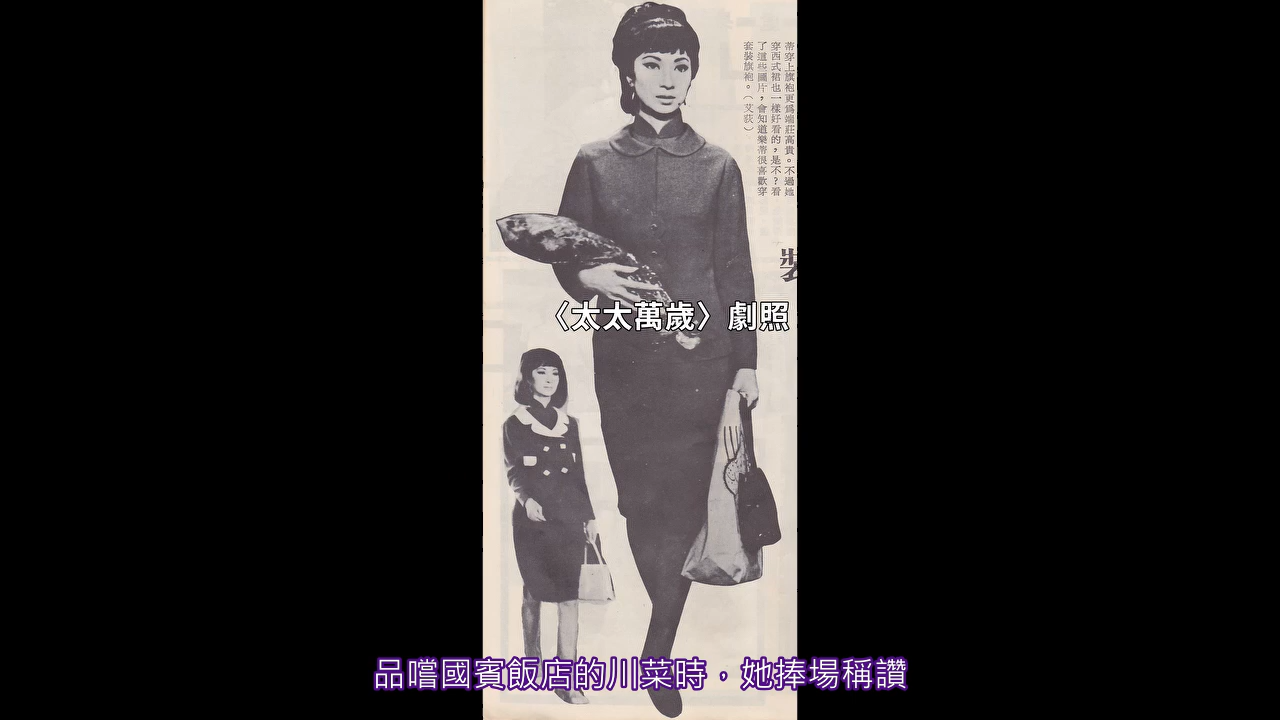 蒂穿上旗袍更為端莊高貴。不過她
穿西式裙也一樣好看的，是不？看
了這些圖片，會知道樂蒂很喜歡穿
套裝旗袍。（艾荻）
〈太太萬歲〉劇照
品嚐國賓飯店的川菜時，她捧場稱讚